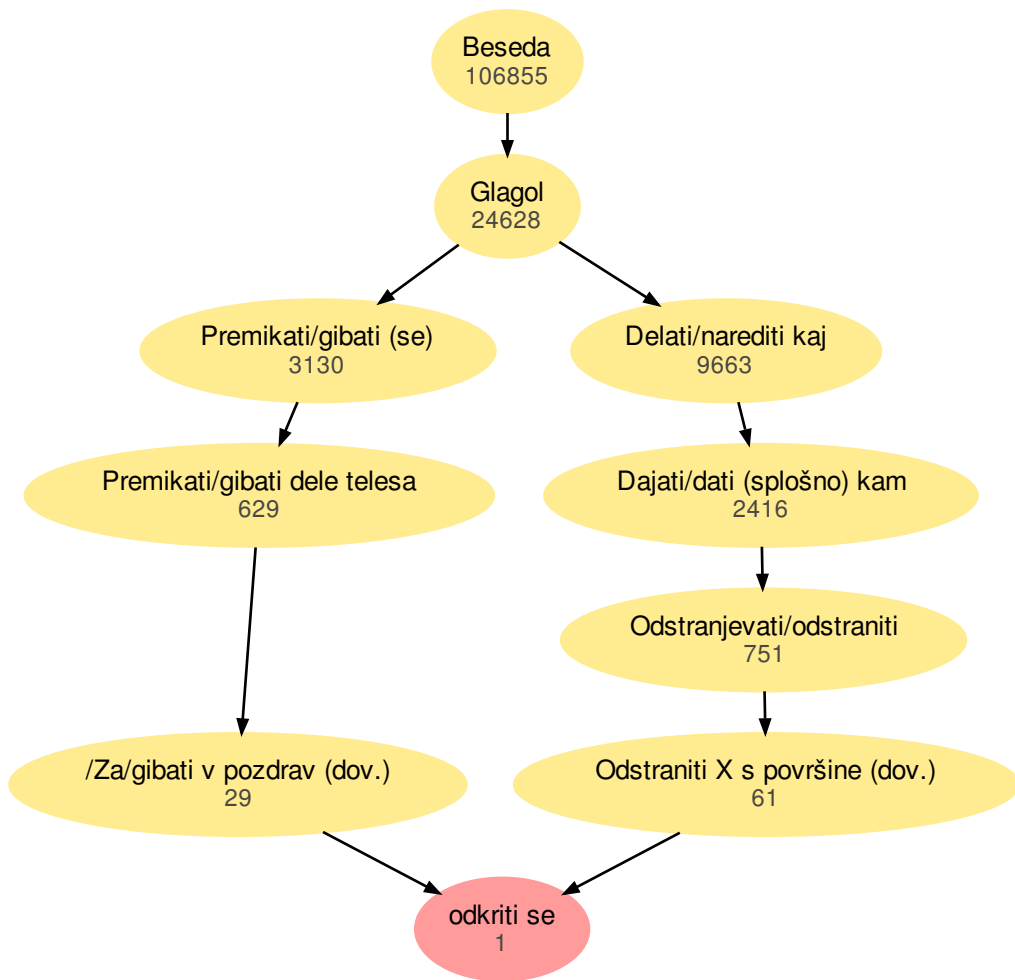 Beseda
106855
Glagol
24628
Premikati/gibati (se)
3130
Delati/narediti kaj
9663
Premikati/gibati dele telesa
629
Dajati/dati (splošno) kam
2416
Odstranjevati/odstraniti
751
/Za/gibati v pozdrav (dov.)
29
Odstraniti X s površine (dov.)
61
odkriti se
1